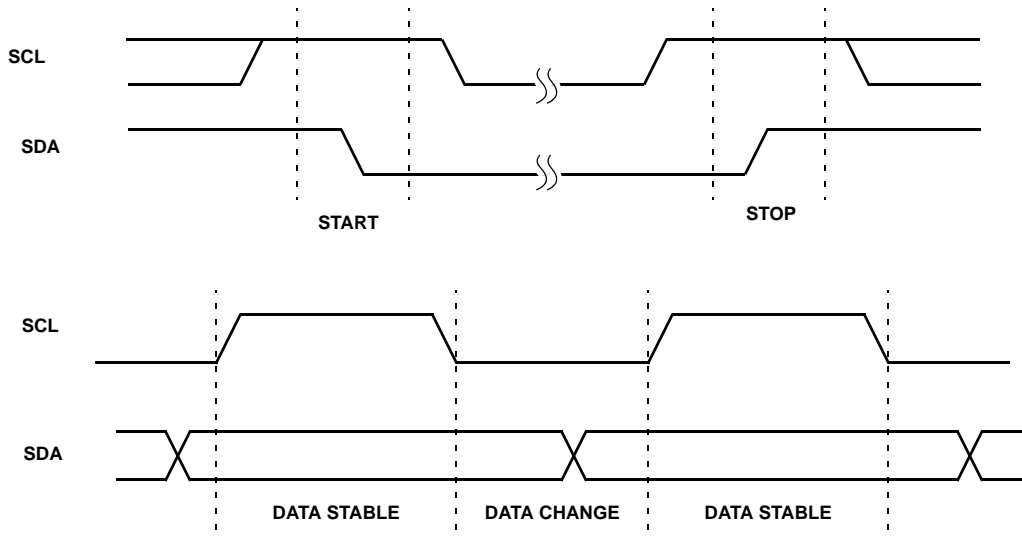 SCL
SDA
START
STOP
SCL
SDA
DATA STABLE
DATA CHANGE
DATA STABLE